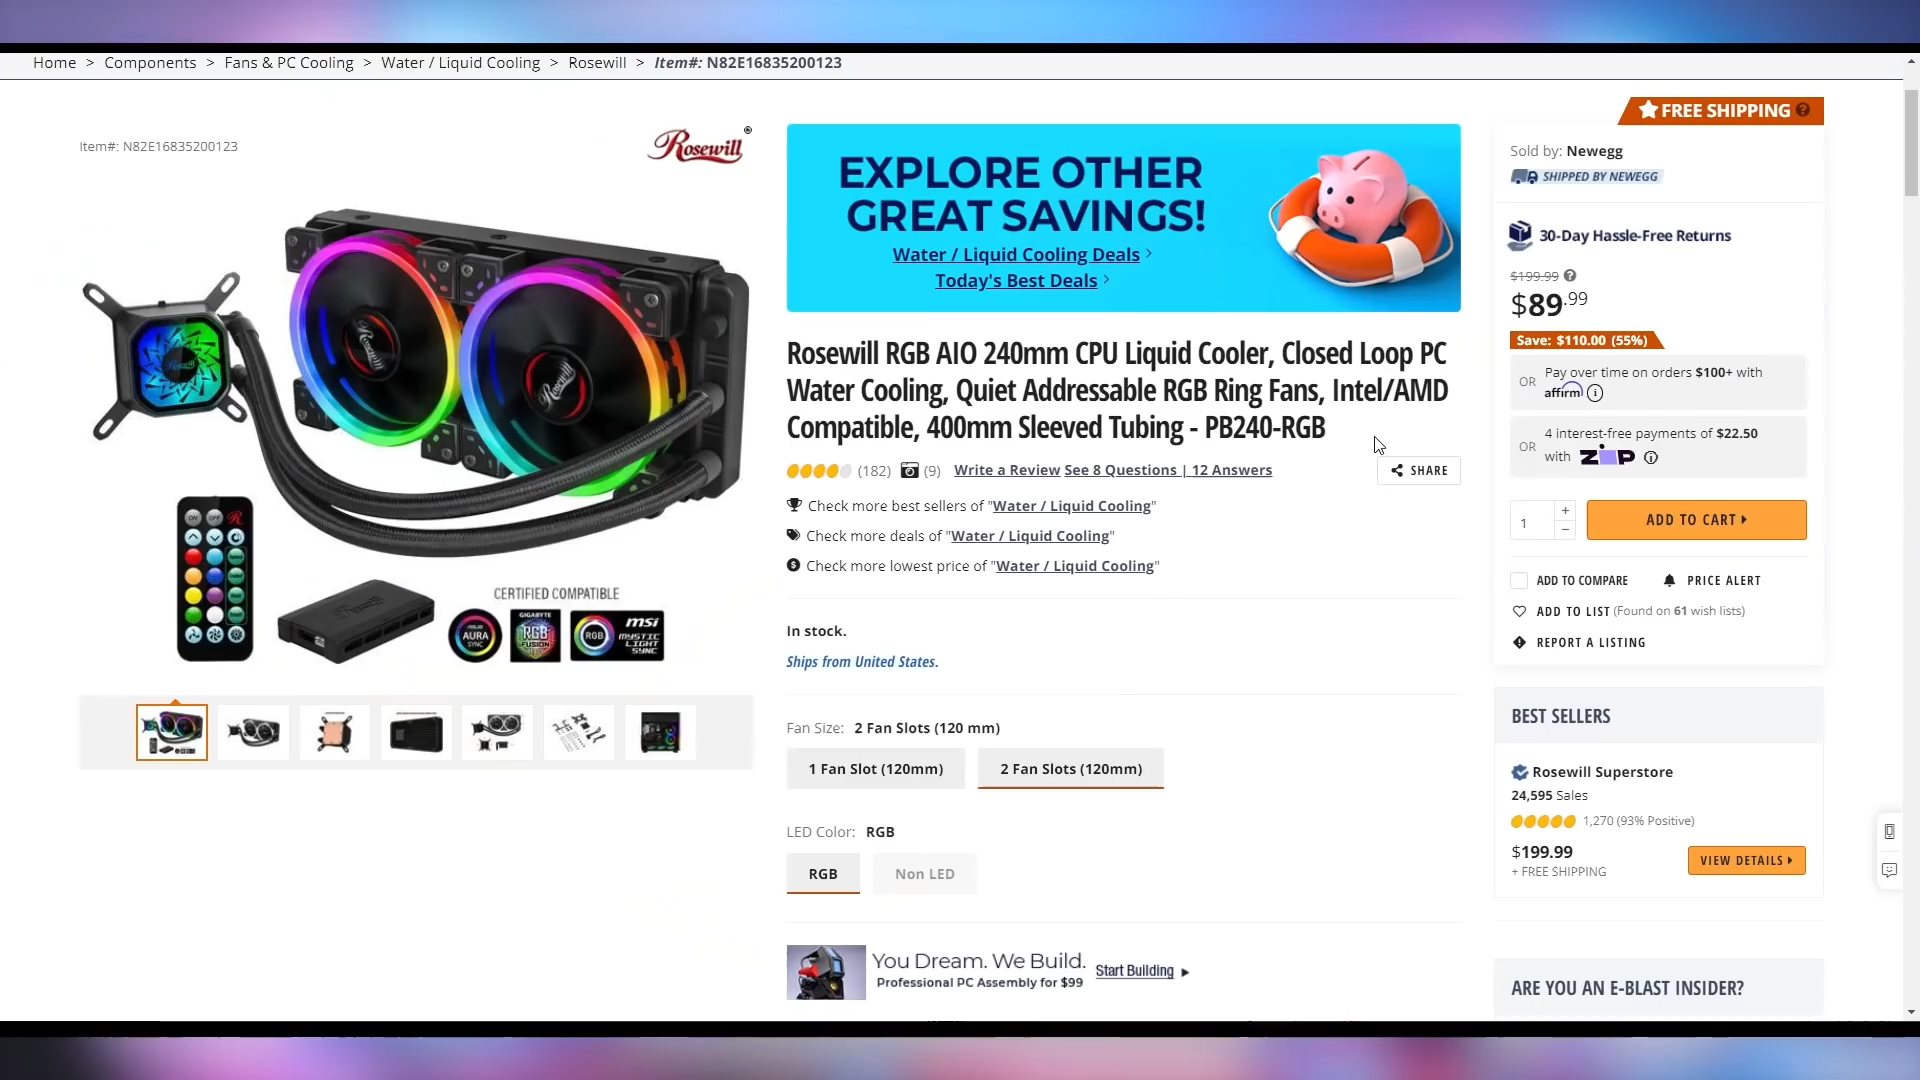 Home > Components > Fans & PC Cooling > Water / Liquid Cooling > Rosewill > Item#: N82E16835200123
Item#: N82E16835200123
Rosewill®
CERTIFIED COMPATIBLE
ASUS
AURA
SYNC
GIGABYTE
RGB
FUSION
RGB
msi
MYSTIC
LIGHT
SYNC
ON
OFF
R
Rosewill
Rosewill
EXPLORE OTHER
GREAT SAVINGS!
Water / Liquid Cooling Deals >
Today's Best Deals >
Rosewill RGB AIO 240mm CPU Liquid Cooler, Closed Loop PC
Water Cooling, Quiet Addressable RGB Ring Fans, Intel/AMD
Compatible, 400mm Sleeved Tubing - PB240-RGB
(182) (9) Write a Review See 8 Questions | 12 Answers
SHARE
Check more best sellers of "Water / Liquid Cooling"
Check more deals of "Water / Liquid Cooling"
Check more lowest price of "Water / Liquid Cooling"
In stock.
Ships from United States.
Fan Size: 2 Fan Slots (120 mm)
1 Fan Slot (120mm) 2 Fan Slots (120mm)
LED Color: RGB
RGB Non LED
You Dream. We Build.
Professional PC Assembly for $99
Start Building
FREE SHIPPING ?
Sold by: Newegg
SHIPPED BY NEWEGG
30-Day Hassle-Free Returns
$199.99 ?
$89.99
Save: $110.00 (55%)
OR Pay over time on orders $100+ with
affirm i
OR 4 interest-free payments of $22.50
with ZIP i
1 + − ADD TO CART
ADD TO COMPARE PRICE ALERT
ADD TO LIST (Found on 61 wish lists)
REPORT A LISTING
BEST SELLERS
Rosewill Superstore
24,595 Sales
1,270 (93% Positive)
$199.99
+ FREE SHIPPING
VIEW DETAILS
ARE YOU AN E-BLAST INSIDER?